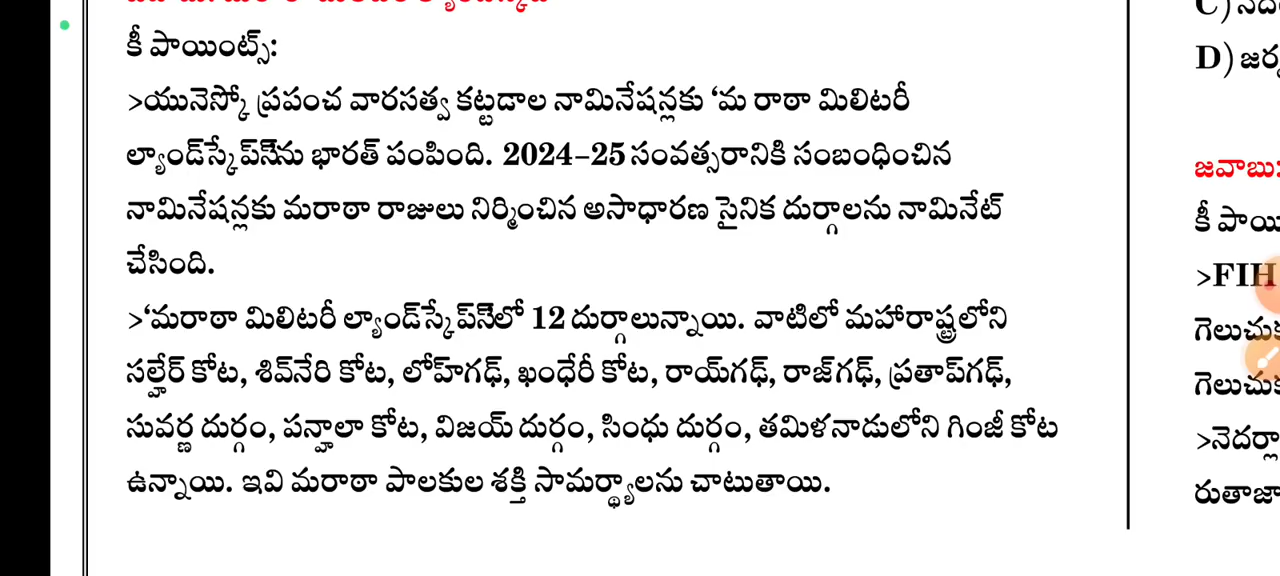 కీ పాయింట్స్:
>యునెస్కో ప్రపంచ వారసత్వ కట్టడాల నామినేషన్లకు ‘మ రాఠా మిలిటరీ
ల్యాండ్‌స్కేప్‌సె్‌ను భారత్ పంపింది. 2024–25 సంవత్సరానికి సంబంధించిన
నామినేషన్లకు మరాఠా రాజులు నిర్మించిన అసాధారణ సైనిక దుర్గాలను నామినేట్
చేసింది.
>‘మరాఠా మిలిటరీ ల్యాండ్‌స్కేప్‌సె్‌లో 12 దుర్గాలున్నాయి. వాటిలో మహారాష్ట్రలోని
సల్హేర్ కోట, శివ్‌నేరి కోట, లోహ్‌గఢ్, ఖంధేరీ కోట, రాయ్‌గఢ్, రాజ్‌గఢ్, ప్రతాప్‌గఢ్,
సువర్ణ దుర్గం, పన్హాలా కోట, విజయ్ దుర్గం, సింధు దుర్గం, తమిళనాడులోని గింజీ కోట
ఉన్నాయి. ఇవి మరాఠా పాలకుల శక్తి సామర్థ్యాలను చాటుతాయి.
C)
D)
జవాబు:
కీ
>FIH
గెలుచుక
గెలుచుక